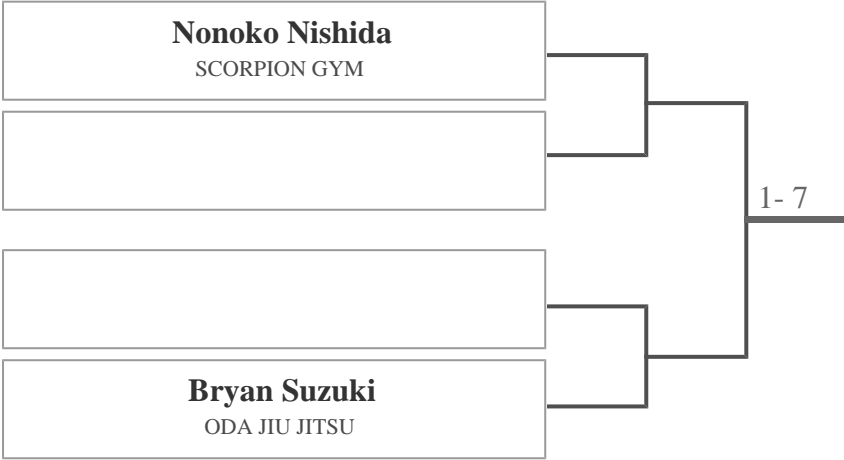 Nonoko Nishida
SCORPION GYM
1- 7
Bryan Suzuki
ODA JIU JITSU